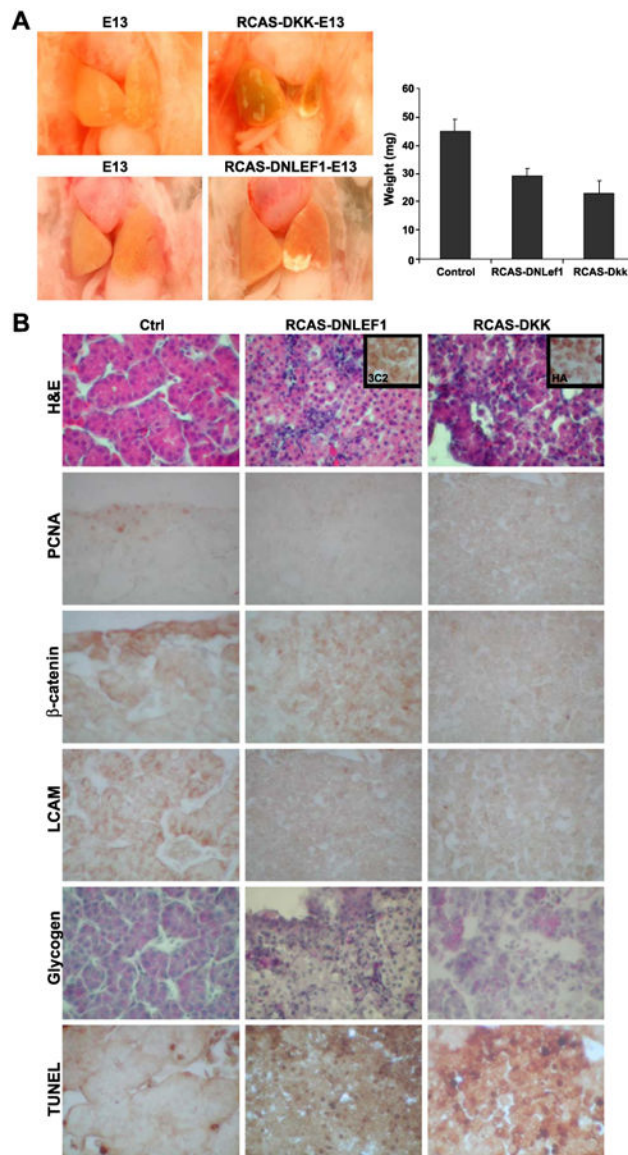 A
E13
RCAS-DKK-E13
E13
RCAS-DNLEF1-E13
Weight (mg)
60
50
40
30
20
10
0
Control
RCAS-DNLef1
RCAS-Dkk
B
Ctrl
RCAS-DNLEF1
RCAS-DKK
H&E
3C2
HA
PCNA
β-catenin
LCAM
Glycogen
TUNEL